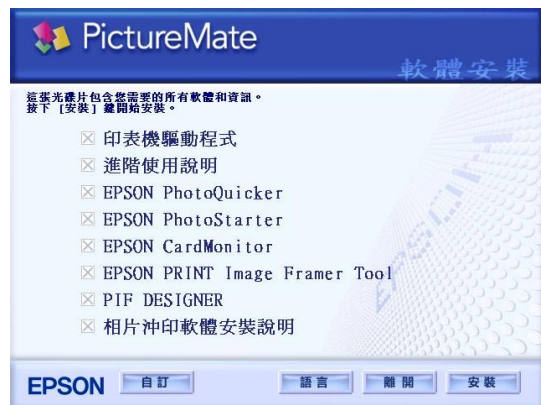 PictureMate
軟體安裝
這張光碟片包含您需要的所有軟體和資訊。
按下 [安裝] 鍵開始安裝。
印表機驅動程式
進階使用說明
EPSON PhotoQuicker
EPSON PhotoStarter
EPSON CardMonitor
EPSON PRINT Image Framer Tool
PIF DESIGNER
相片沖印軟體安裝說明
EPSON
EPSON 自訂 語言 離開 安裝